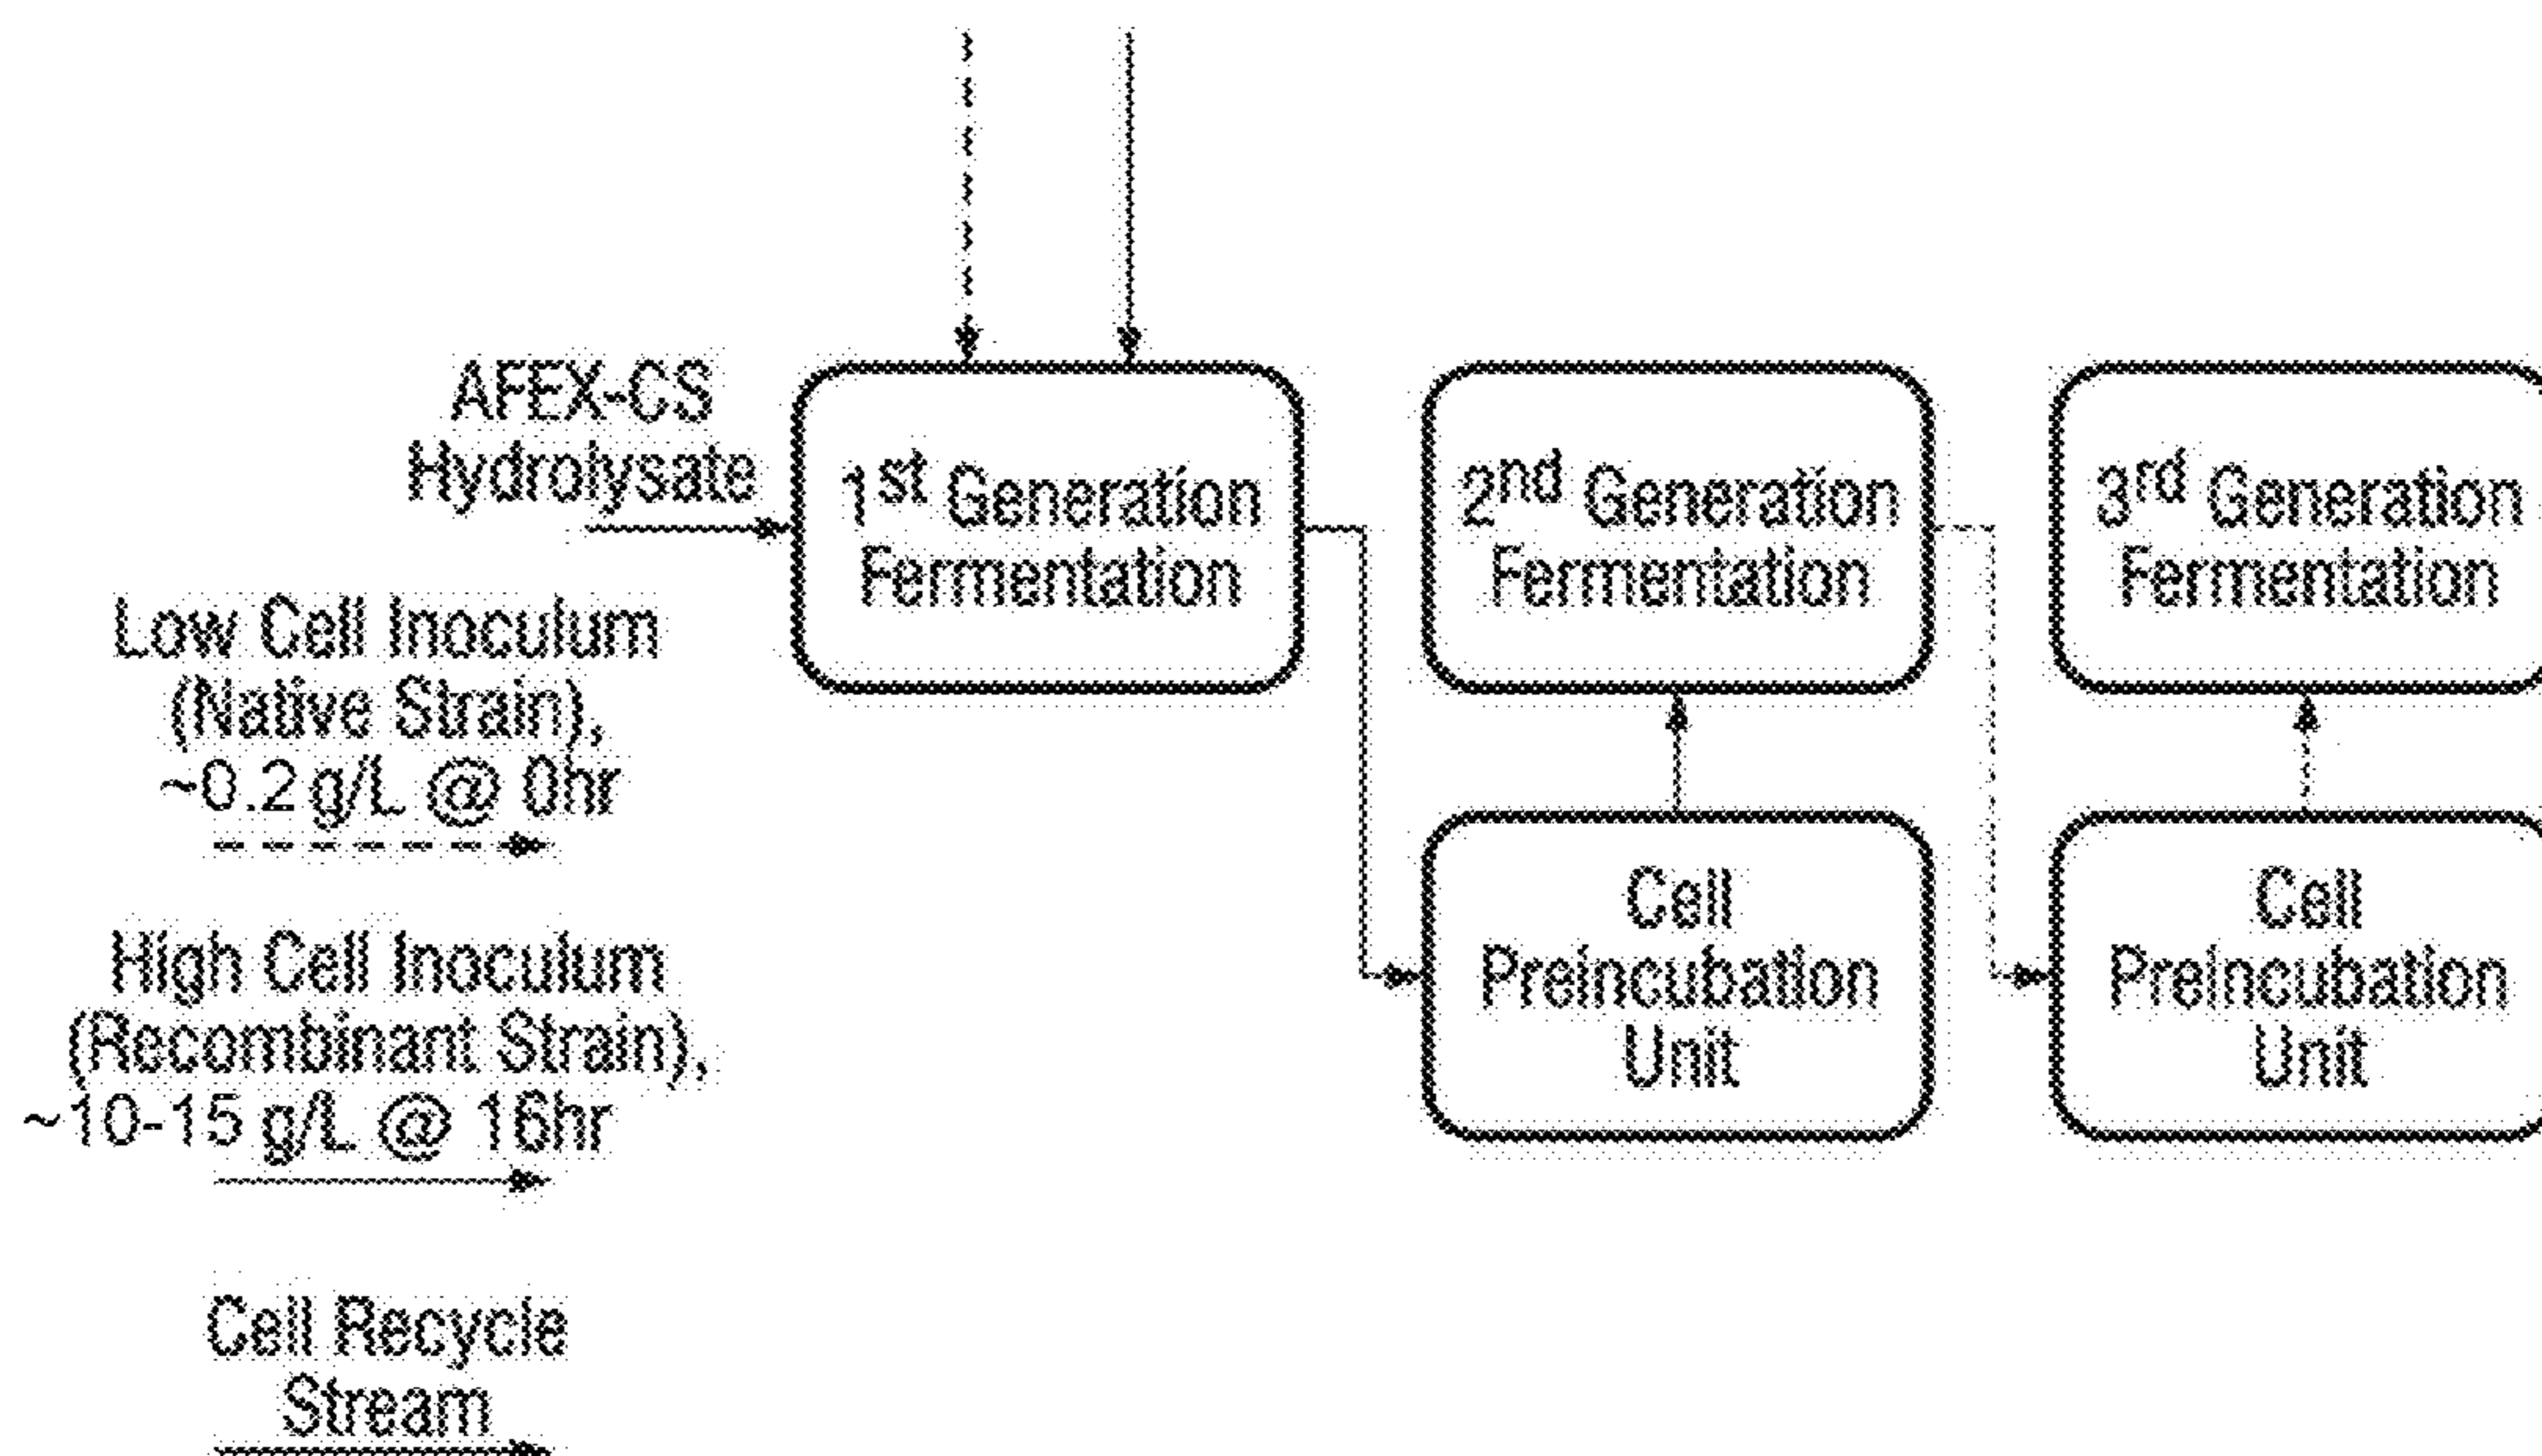 AFEX-CS
Hydrolysate
1st Generation
Fermentation
2nd Generation
Fermentation
3rd Generation
Fermentation
Low Cell Inoculum
(Native Strain),
~0.2 g/L @ 0hr
High Cell Inoculum
(Recombinant Strain),
~10-15 g/L @ 16hr
Cell
Preincubation
Unit
Cell
Preincubation
Unit
Cell Recycle
Stream